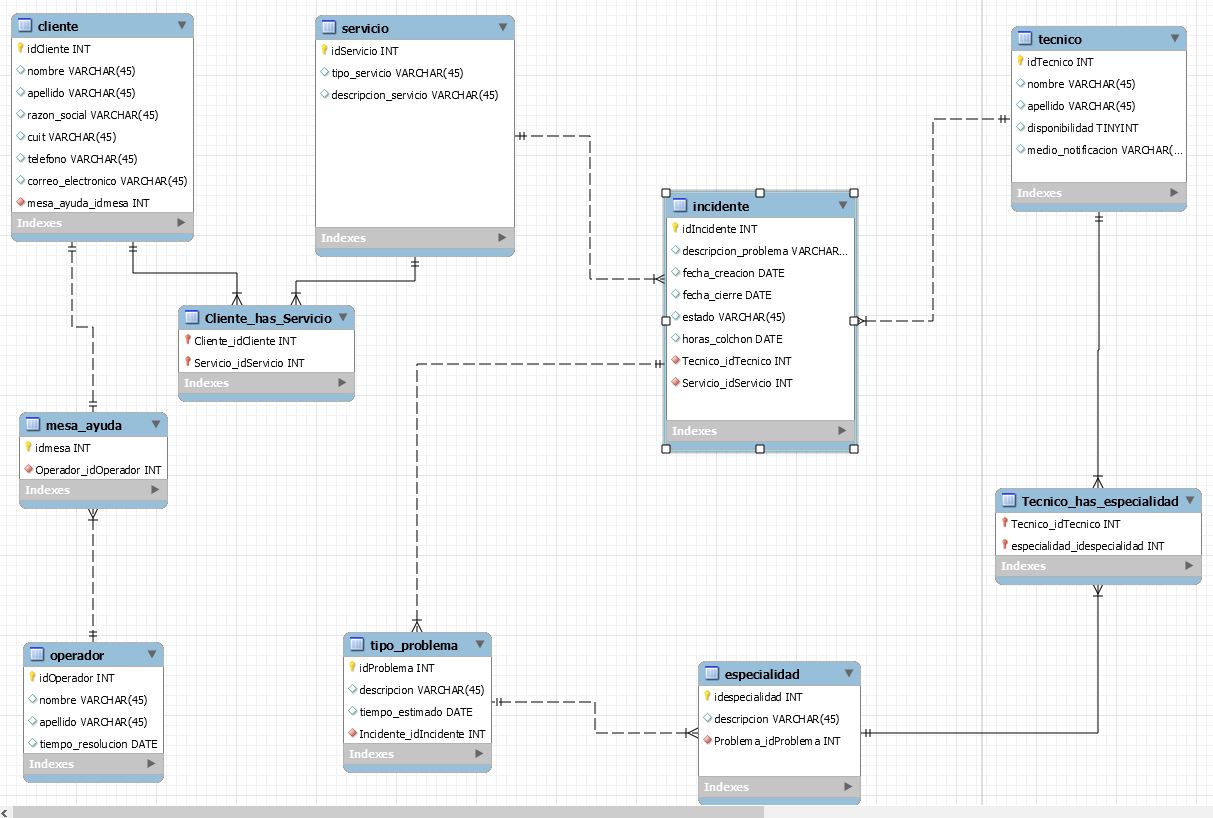 cliente
idCliente INT
nombre VARCHAR(45)
apellido VARCHAR(45)
razon_social VARCHAR(45)
cuit VARCHAR(45)
telefono VARCHAR(45)
correo_electronico VARCHAR(45)
mesa_ayuda_idmesa INT
Indexes
servicio
idServicio INT
tipo_servicio VARCHAR(45)
descripcion_servicio VARCHAR(45)
Indexes
tecnico
idTecnico INT
nombre VARCHAR(45)
apellido VARCHAR(45)
disponibilidad TINYINT
medio_notificacion VARCHAR(...
Indexes
incidente
idIncidente INT
descripcion_problema VARCHAR...
fecha_creacion DATE
fecha_cierre DATE
estado VARCHAR(45)
horas_colchon DATE
Tecnico_idTecnico INT
Servicio_idServicio INT
Indexes
Cliente_has_Servicio
Cliente_idCliente INT
Servicio_idServicio INT
Indexes
mesa_ayuda
idmesa INT
Operador_idOperador INT
Indexes
Tecnico_has_especialidad
Tecnico_idTecnico INT
especialidad_idespecialidad INT
Indexes
operador
idOperador INT
nombre VARCHAR(45)
apellido VARCHAR(45)
tiempo_resolucion DATE
Indexes
tipo_problema
idProblema INT
descripcion VARCHAR(45)
tiempo_estimado DATE
Incidente_idIncidente INT
Indexes
especialidad
idespecialidad INT
descripcion VARCHAR(45)
Problema_idProblema INT
Indexes